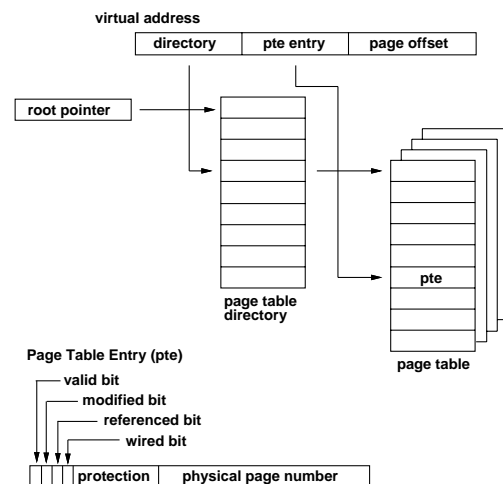 virtual address
directory pte entry page offset
root pointer
pte
page table
directory
page table
Page Table Entry (pte)
valid bit
modified bit
referenced bit
wired bit
protection physical page number